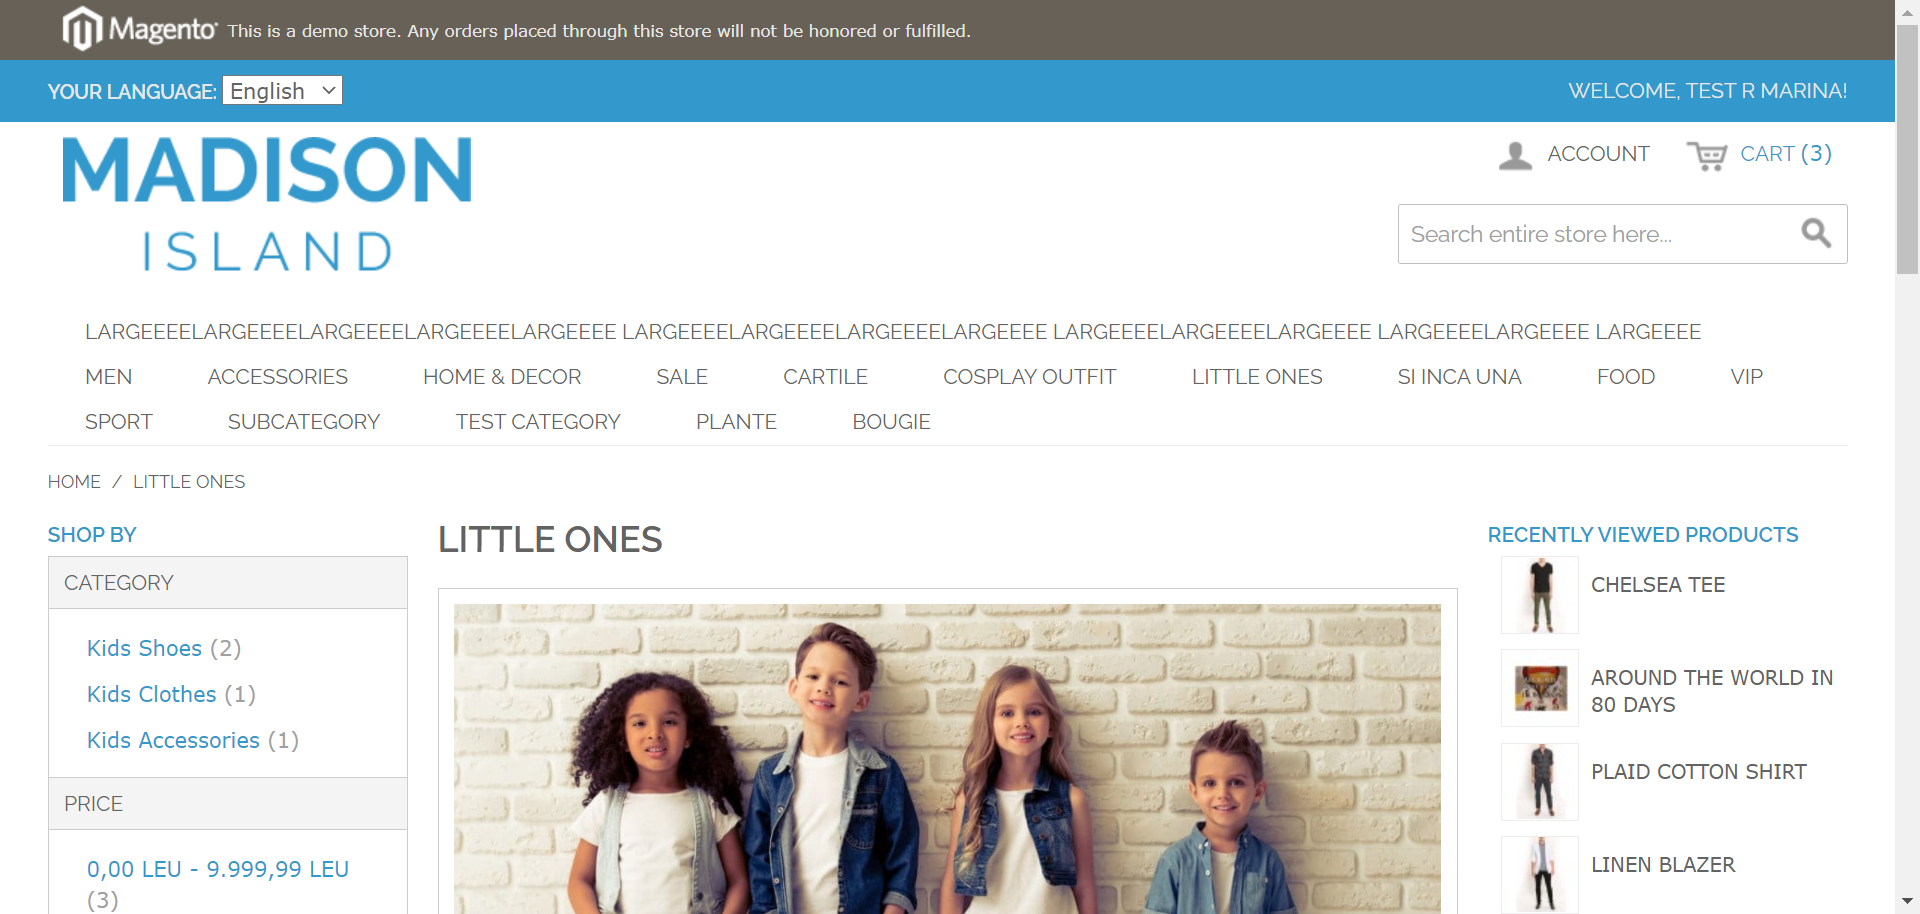 Magento® This is a demo store. Any orders placed through this store will not be honored or fulfilled.
YOUR LANGUAGE: English
WELCOME, TEST R MARINA!
MADISON
ISLAND
ACCOUNT
CART (3)
Search entire store here...
LARGEEEELARGEEEELARGEEEELARGEEEELARGEEEE LARGEEEELARGEEEELARGEEEELARGEEEE LARGEEEELARGEEEELARGEEEE LARGEEEELARGEEEE LARGEEEE
MEN ACCESSORIES HOME & DECOR SALE CARTILE COSPLAY OUTFIT LITTLE ONES SI INCA UNA FOOD VIP
SPORT SUBCATEGORY TEST CATEGORY PLANTE BOUGIE
HOME / LITTLE ONES
SHOP BY
CATEGORY
Kids Shoes (2)
Kids Clothes (1)
Kids Accessories (1)
PRICE
0,00 LEU - 9.999,99 LEU
(3)
LITTLE ONES
RECENTLY VIEWED PRODUCTS
CHELSEA TEE
AROUND THE WORLD IN
80 DAYS
PLAID COTTON SHIRT
LINEN BLAZER